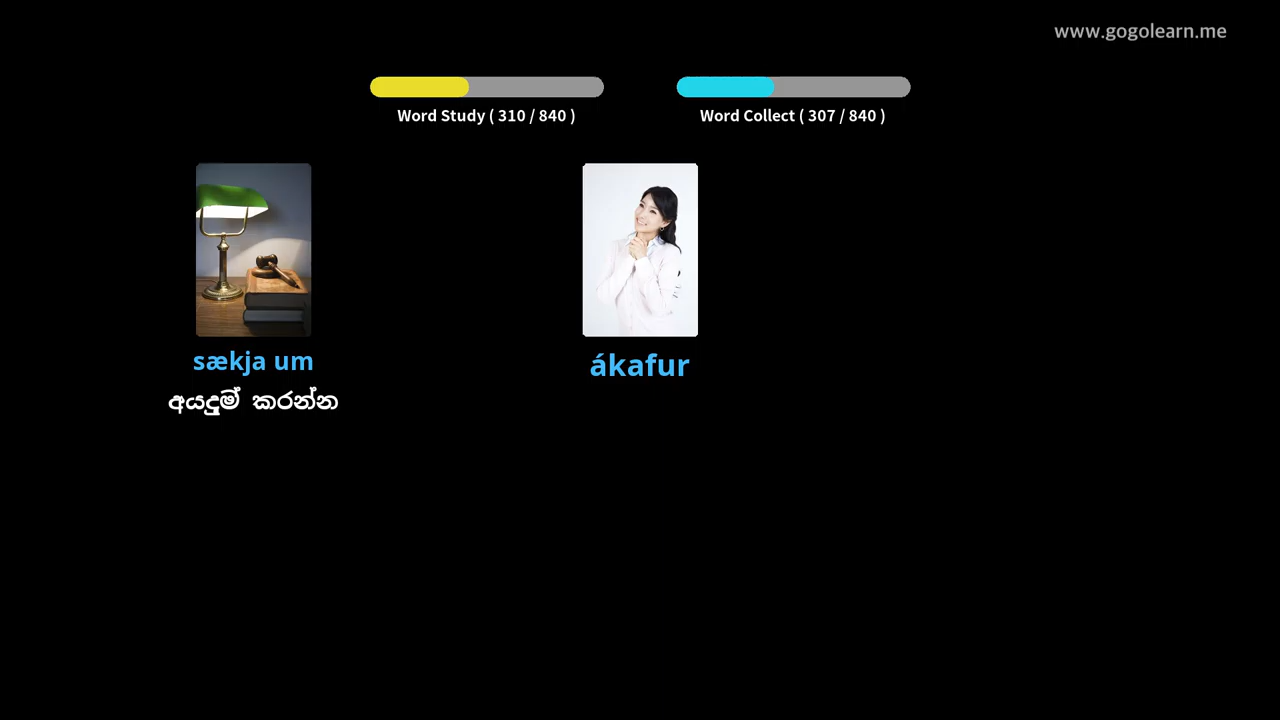 www.gogolearn.me
Word Study ( 310 / 840 )
Word Collect ( 307 / 840 )
sækja um
අයදුම් කරන්න
ákafur